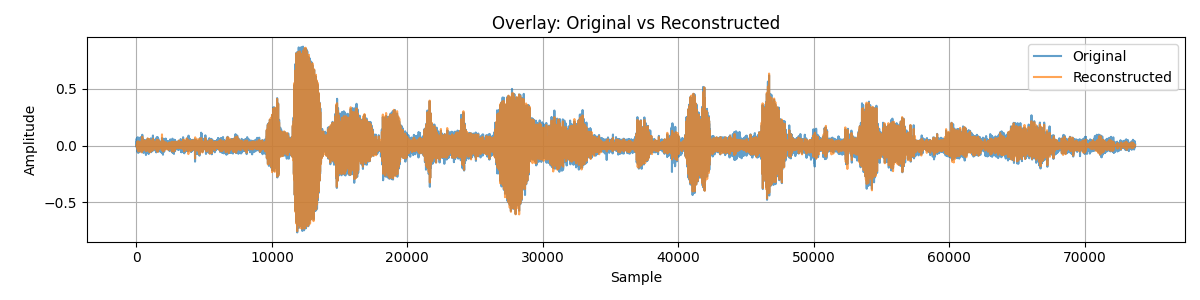 Overlay: Original vs Reconstructed
Original
Reconstructed
Amplitude
0.5
0.0
−0.5
0 10000 20000 30000 40000 50000 60000 70000
Sample